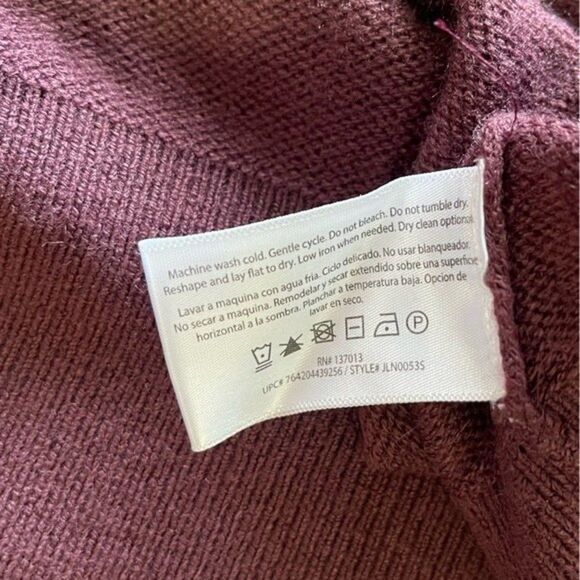 Machine wash cold. Gentle cycle. Do not bleach. Do not tumble dry.
Reshape and lay flat to dry. Low iron when needed. Dry clean optional.
Lavar a maquina con agua fria. Ciclo delicado. No usar blanqueador.
No secar a maquina. Remodelar y secar extendido sobre una superficie
horizontal a la sombra. Planchar a temperatura baja. Opcion de
lavar en seco.
P
RN# 137013
UPC# 764204439256 / STYLE# JLN0053S